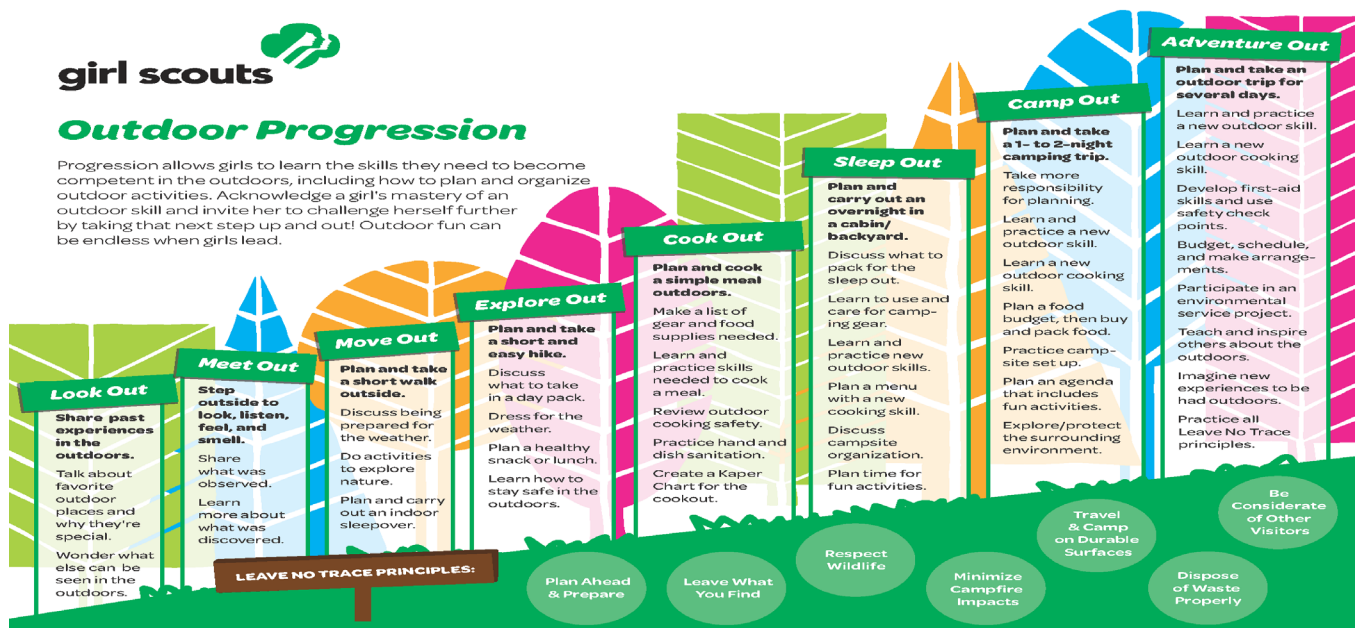 girl scouts
Outdoor Progression
Progression allows girls to learn the skills they need to become
competent in the outdoors, including how to plan and organize
outdoor activities. Acknowledge a girl's mastery of an
outdoor skill and invite her to challenge herself further
by taking that next step up and out! Outdoor fun can
be endless when girls lead.
Look Out
Share past
experiences
in the
outdoors.
Talk about
favorite
outdoor
places and
why they're
special.
Wonder what
else can be
seen in the
outdoors.
Meet Out
Step
outside to
look, listen,
feel, and
smell.
Share
what was
observed.
Learn
more about
what was
discovered.
Move Out
Plan and take
a short walk
outside.
Discuss being
prepared for
the weather.
Do activities
to explore
nature.
Plan and carry
out an indoor
sleepover.
Explore Out
Plan and take
a short and
easy hike.
Discuss
what to take
in a day pack.
Dress for the
weather.
Plan a healthy
snack or lunch.
Learn how to
stay safe in the
outdoors.
Cook Out
Plan and cook
a simple meal
outdoors.
Make a list of
gear and food
supplies needed.
Learn and
practice skills
needed to cook
a meal.
Review outdoor
cooking safety.
Practice hand and
dish sanitation.
Create a Kaper
Chart for the
cookout.
Sleep Out
Plan and
carry out an
overnight in
a cabin/
backyard.
Discuss what to
pack for the
sleep out.
Learn to use and
care for camp-
ing gear.
Learn and
practice new
outdoor skills.
Plan a menu
with a new
cooking skill.
Discuss
campsite
organization.
Plan time for
fun activities.
Camp Out
Plan and take
a 1- to 2-night
camping trip.
Take more
responsibility
for planning.
Learn and
practice a new
outdoor skill.
Learn a new
outdoor cooking
skill.
Plan a food
budget, then buy
and pack food.
Practice camp-
site set up.
Plan an agenda
that includes
fun activities.
Explore/protect
the surrounding
environment.
Adventure Out
Plan and take an
outdoor trip for
several days.
Learn and practice
a new outdoor skill.
Learn a new
outdoor cooking
skill.
Develop first-aid
skills and use
safety check
points.
Budget, schedule,
and make arrange-
ments.
Participate in an
environmental
service project.
Teach and inspire
others about the
outdoors.
Imagine new
experiences to be
had outdoors.
Practice all
Leave No Trace
principles.
LEAVE NO TRACE PRINCIPLES:
Plan Ahead
& Prepare
Leave What
You Find
Respect
Wildlife
Minimize
Campfire
Impacts
Travel
& Camp
on Durable
Surfaces
Dispose
of Waste
Properly
Be
Considerate
of Other
Visitors